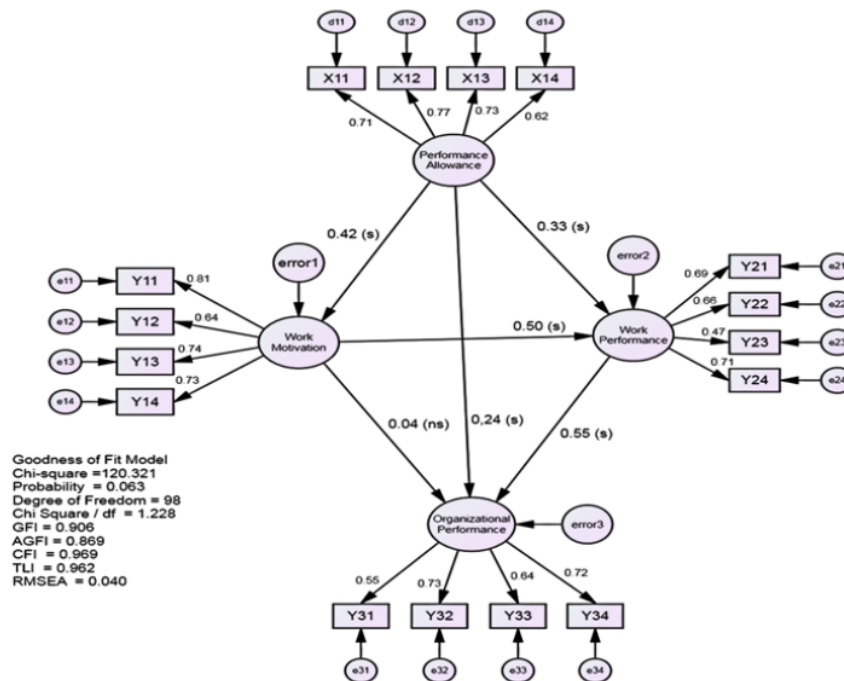 d11 d12 d13 d14
X11 X12 X13 X14
0.71 0.77 0.73 0.62
Performance
Allowance
0.42 (s) 0.33 (s)
error1 error2
e11 Y11 0.81
e12 Y12 0.64
e13 Y13 0.74
e14 Y14 0.73
Work
Motivation
0.50 (s)
Work
Performance
0.69 Y21 e21
0.66 Y22 e22
0.47 Y23 e23
0.71 Y24 e24
0.04 (ns) 0,24 (s) 0.55 (s)
Goodness of Fit Model
Chi-square =120.321
Probability = 0.063
Degree of Freedom = 98
Chi Square / df = 1.228
GFI = 0.906
AGFI = 0.869
CFI = 0.969
TLI = 0.962
RMSEA = 0.040
Organizational
Performance
error3
0.55 0.73 0.64 0.72
Y31 Y32 Y33 Y34
e31 e32 e33 e34